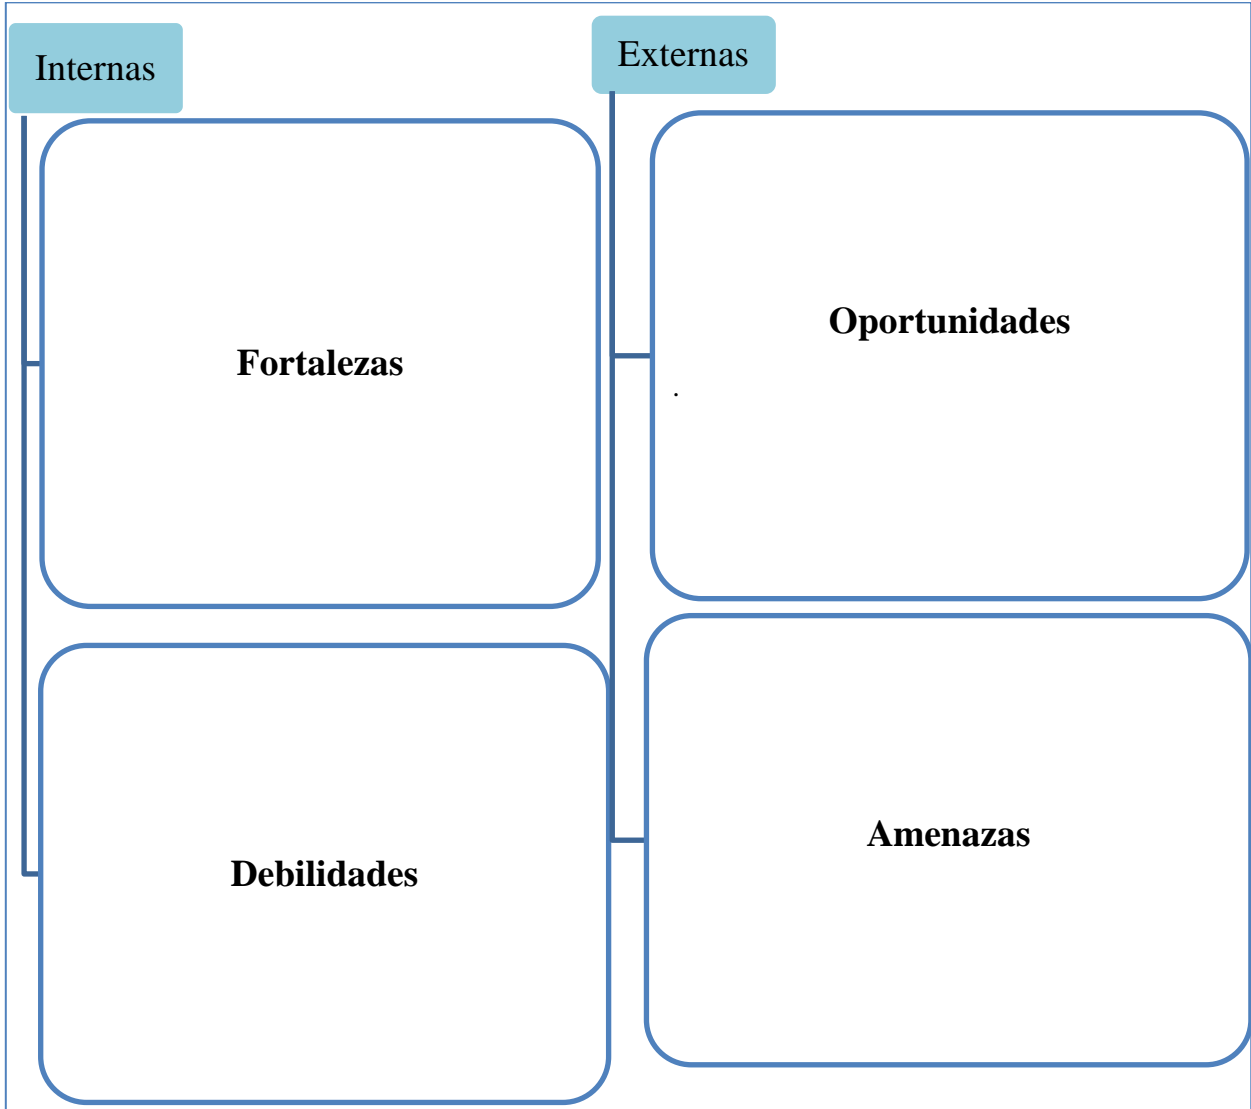 Internas
Fortalezas
Debilidades
Externas
Oportunidades
.
Amenazas